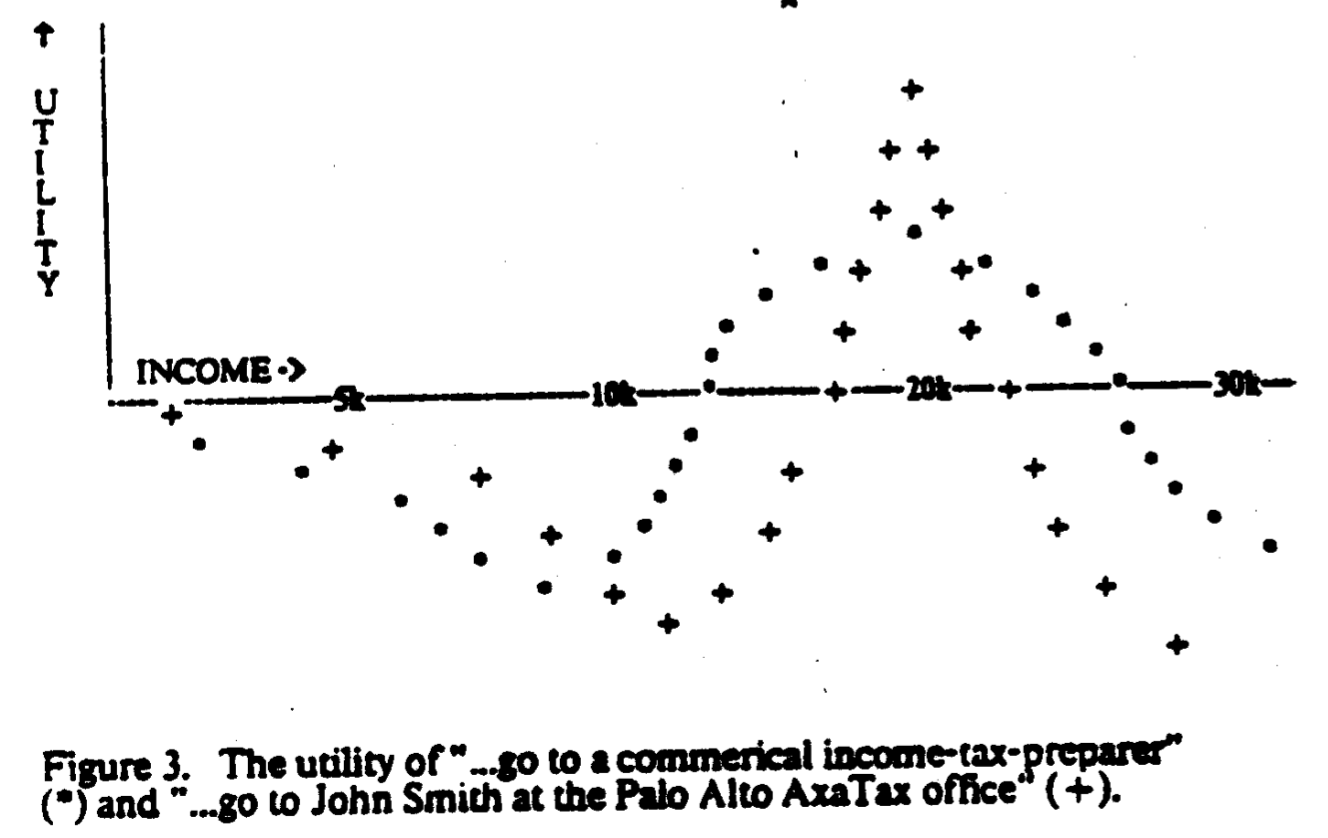 ↑ UTILITY
INCOME ->
5k 10k 20k 30k
Figure 3. The utility of "...go to a commerical income-tax-preparer"
(*) and "...go to John Smith at the Palo Alto AxaTax office" (+).